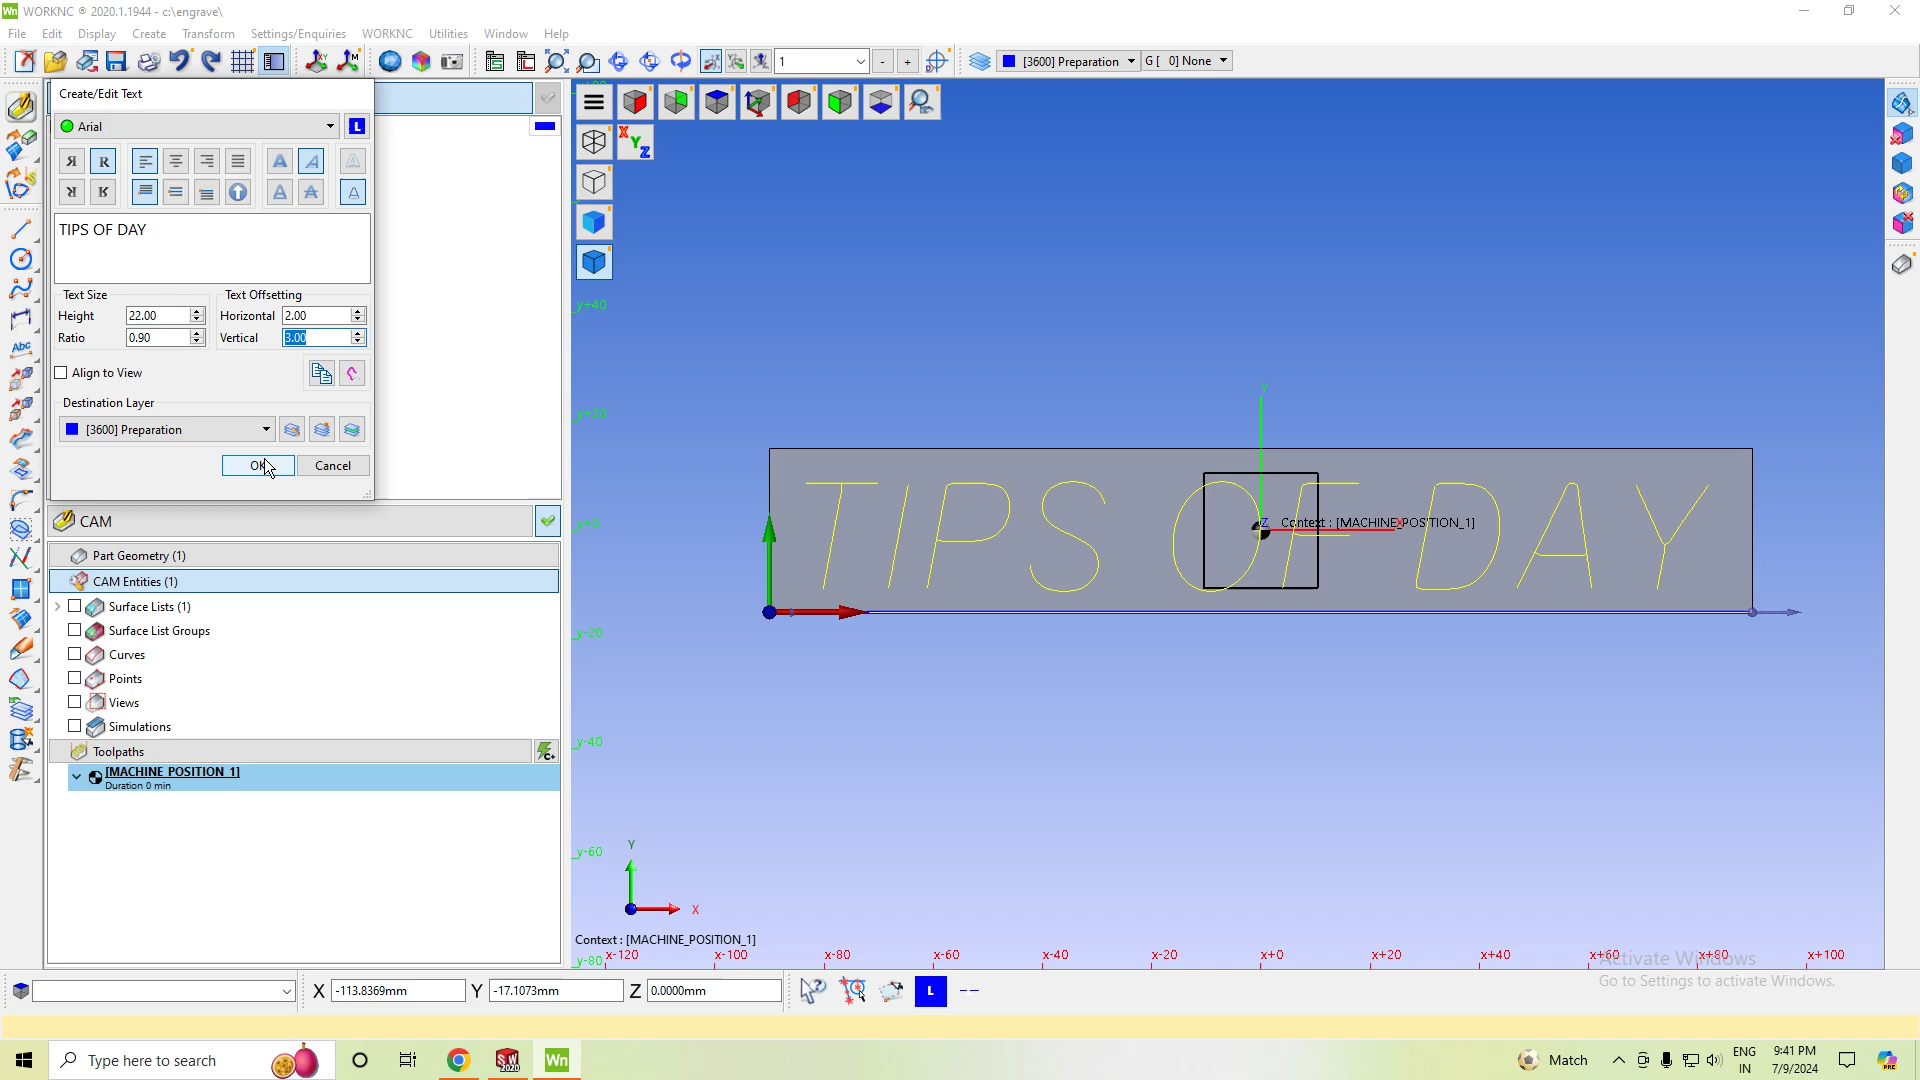 WORKNC ® 2020.1.1944 - c:\engrave\
File Edit Display Create Transform Settings/Enquiries WORKNC Utilities Window Help
1
-
+
[3600] Preparation
G [ 0] None
Create/Edit Text
Arial
L
TIPS OF DAY
Text Size
Text Offsetting
Height 22.00
Horizontal 2.00
Ratio 0.90
Vertical 3.00
Align to View
Destination Layer
[3600] Preparation
OK
Cancel
CAM
Part Geometry (1)
CAM Entities (1)
Surface Lists (1)
Surface List Groups
Curves
Points
Views
Simulations
Toolpaths
[MACHINE POSITION 1]
Duration 0 min
X Y Z
y+40
y+20
y+0
y-20
y-40
y-60
y-80
TIPS OF DAY
Y
Z
Context : [MACHINE_POSITION_1]
X
Y
X
Context : [MACHINE_POSITION_1]
x-120 x-100 x-80 x-60 x-40 x-20 x+0 x+20 x+40 x+60 x+80 x+100
Activate Windows
Go to Settings to activate Windows.
X -113.8369mm Y -17.1073mm Z 0.0000mm
L
Type here to search
SW 2020
Wn
Match
ENG
IN
9:41 PM
7/9/2024
PRE